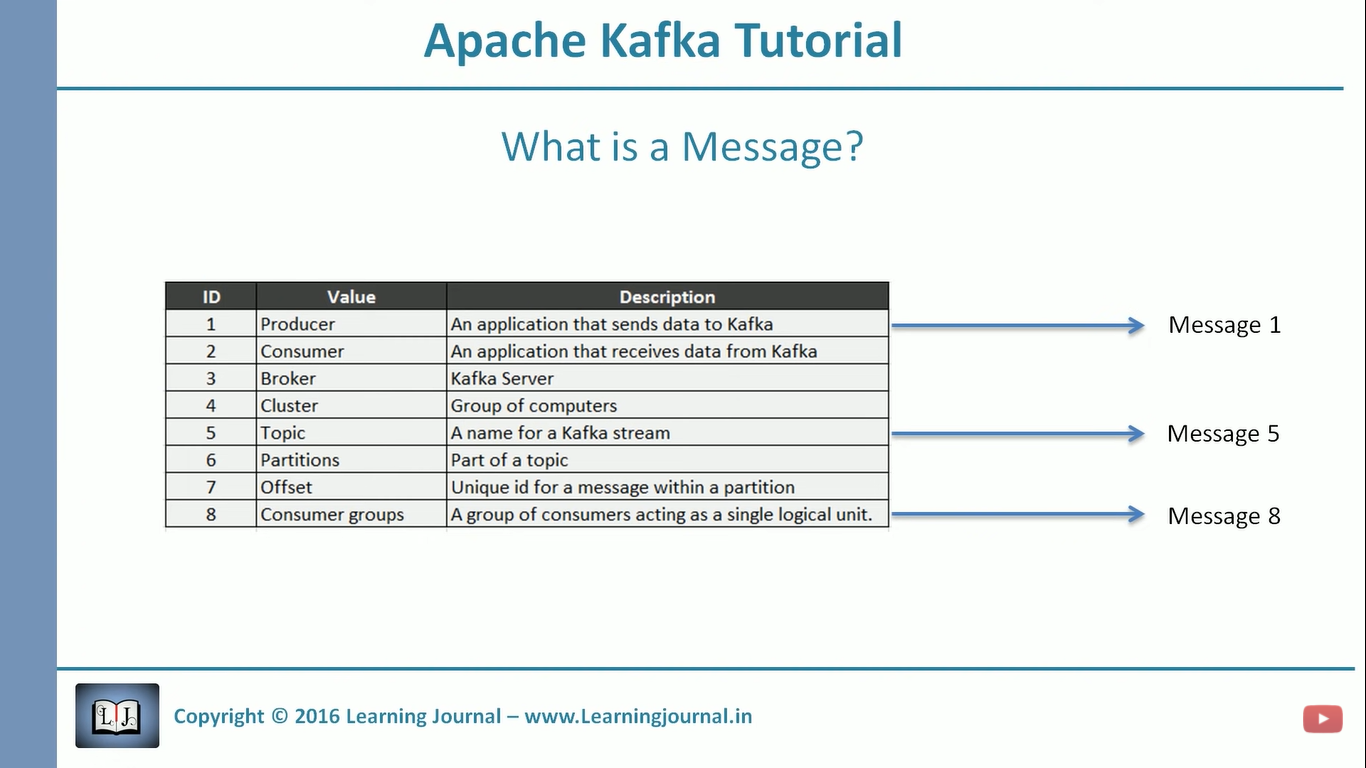 Apache Kafka Tutorial
What is a Message?
ID Value Description
1 Producer An application that sends data to Kafka Message 1
2 Consumer An application that receives data from Kafka
3 Broker Kafka Server
4 Cluster Group of computers
5 Topic A name for a Kafka stream Message 5
6 Partitions Part of a topic
7 Offset Unique id for a message within a partition
8 Consumer groups A group of consumers acting as a single logical unit. Message 8
LJ
Copyright © 2016 Learning Journal – www.Learningjournal.in